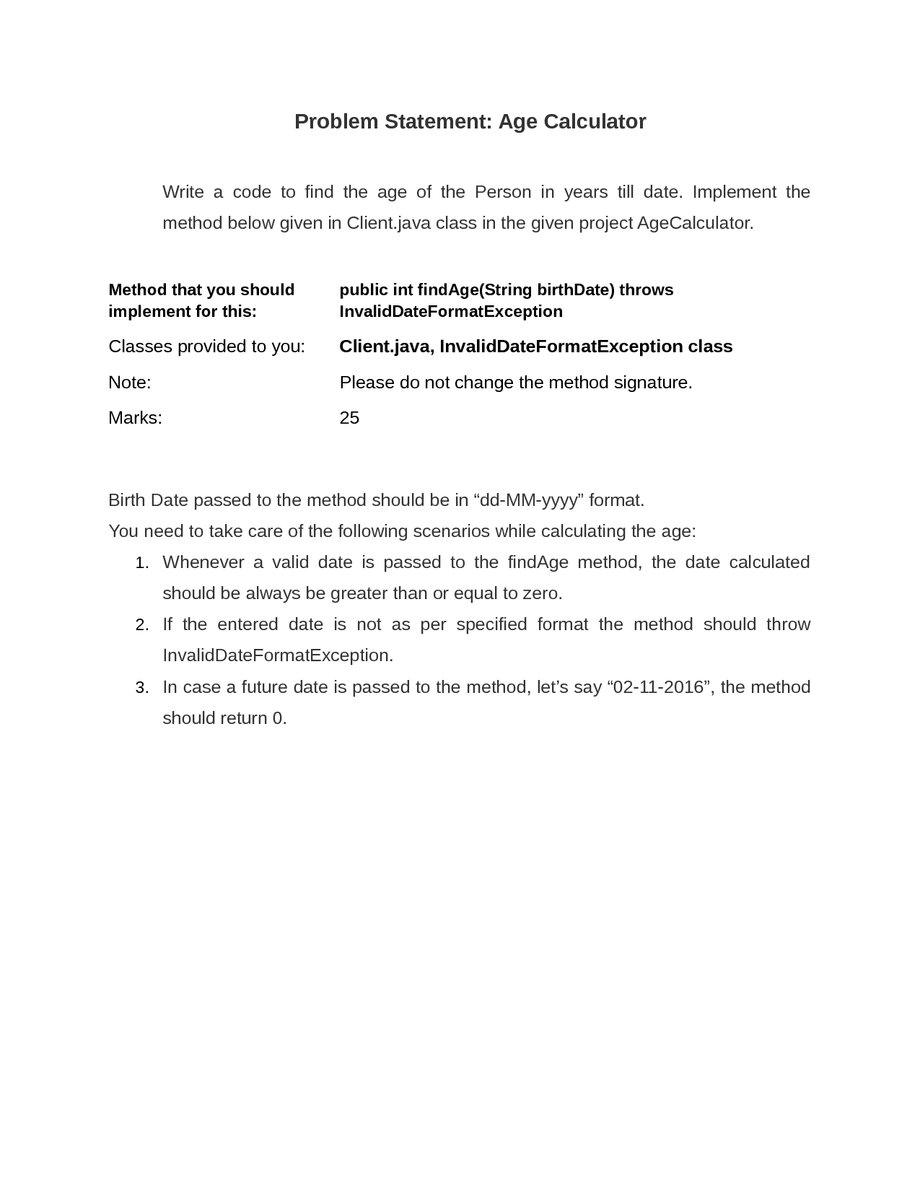 Problem Statement: Age Calculator
Write a code to find the age of the Person in years till date. Implement the
method below given in Client.java class in the given project AgeCalculator.
Method that you should
implement for this:
public int findAge(String birthDate) throws
InvalidDateFormatException
Classes provided to you:
Client.java, InvalidDateFormatException class
Note:
Please do not change the method signature.
Marks:
25
Birth Date passed to the method should be in “dd-MM-yyyy” format.
You need to take care of the following scenarios while calculating the age:
1. Whenever a valid date is passed to the findAge method, the date calculated
should be always be greater than or equal to zero.
2. If the entered date is not as per specified format the method should throw
InvalidDateFormatException.
3. In case a future date is passed to the method, let’s say “02-11-2016”, the method
should return 0.